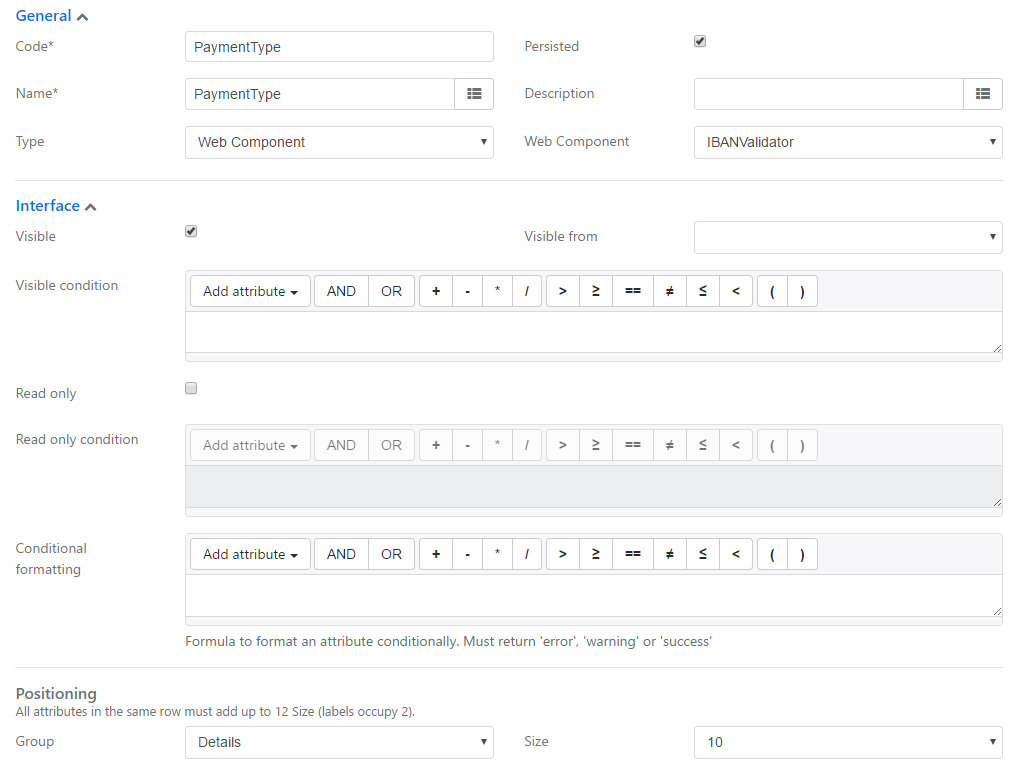 General
Code* PaymentType Persisted
Name* PaymentType Description
Type Web Component Web Component IBANValidator
Interface
Visible Visible from
Visible condition Add attribute AND OR + - * / > ≥ == ≠ ≤ < ( )
Read only
Read only condition Add attribute AND OR + - * / > ≥ == ≠ ≤ < ( )
Conditional Add attribute AND OR + - * / > ≥ == ≠ ≤ < ( )
formatting
Formula to format an attribute conditionally. Must return 'error', 'warning' or 'success'
Positioning
All attributes in the same row must add up to 12 Size (labels occupy 2).
Group Details Size 10